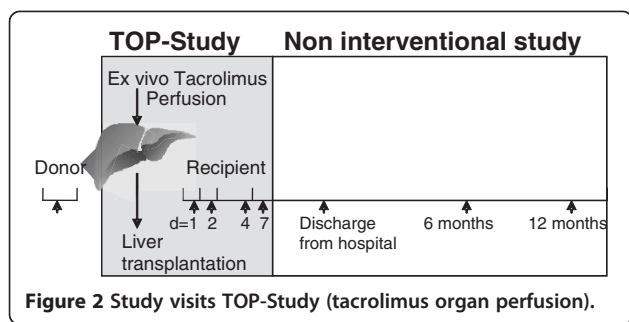 TOP-Study Non interventional study
Ex vivo Tacrolimus
Perfusion
Donor Recipient
d=1 2 4 7
Liver
transplantation
Discharge
from hospital
6 months 12 months
Figure 2 Study visits TOP-Study (tacrolimus organ perfusion).